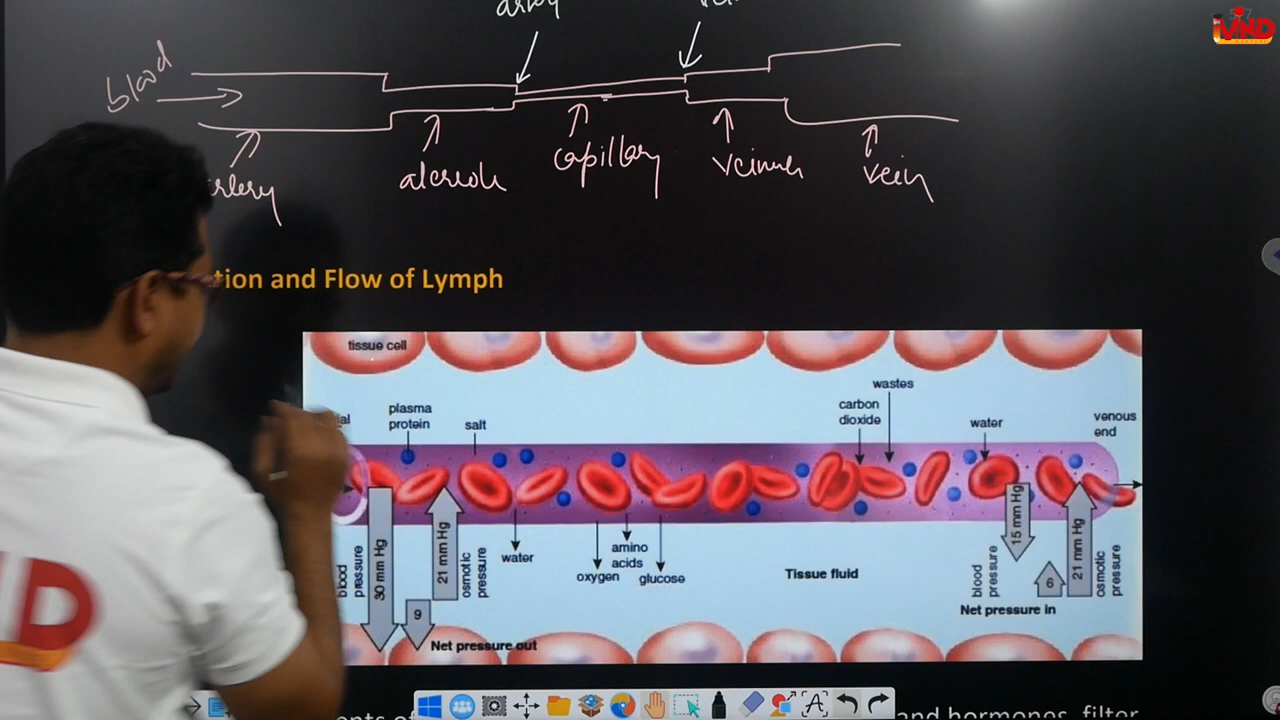 iVND
blood
artery
alereole
capillary
veinule
vein
tion and Flow of Lymph
tissue cell
wastes
carbon
dioxide
plasma
protein
salt
water
venous
end
water
oxygen
amino
acids
glucose
Tissue fluid
blood
pressure
30 mm Hg
21 mm Hg
osmotic
pressure
9
Net pressure out
blood
pressure
15 mm Hg
6
21 mm Hg
osmotic
pressure
Net pressure in
and hormones, filter